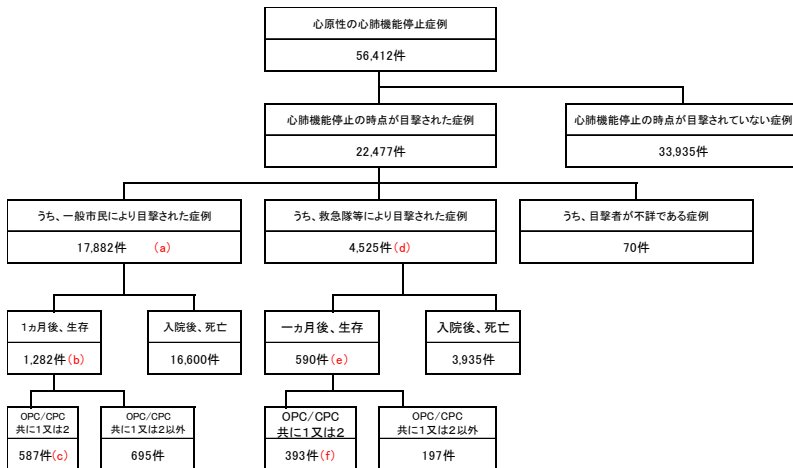 心原性の心肺機能停止症例
56,412件
心肺機能停止の時点が目撃された症例
心肺機能停止の時点が目撃されていない症例
22,477件
33,935件
うち、一般市民により目撃された症例
うち、救急隊等により目撃された症例
うち、目撃者が不詳である症例
17,882件 (a)
4,525件(d)
70件
1ヵ月後、生存
入院後、死亡
一ヵ月後、生存
入院後、死亡
1,282件(b)
16,600件
590件(e)
3,935件
OPC/CPC
共に1又は2
OPC/CPC
共に1又は2以外
OPC/CPC
共に1又は2
OPC/CPC
共に1又は2以外
587件(c)
695件
393件(f)
197件